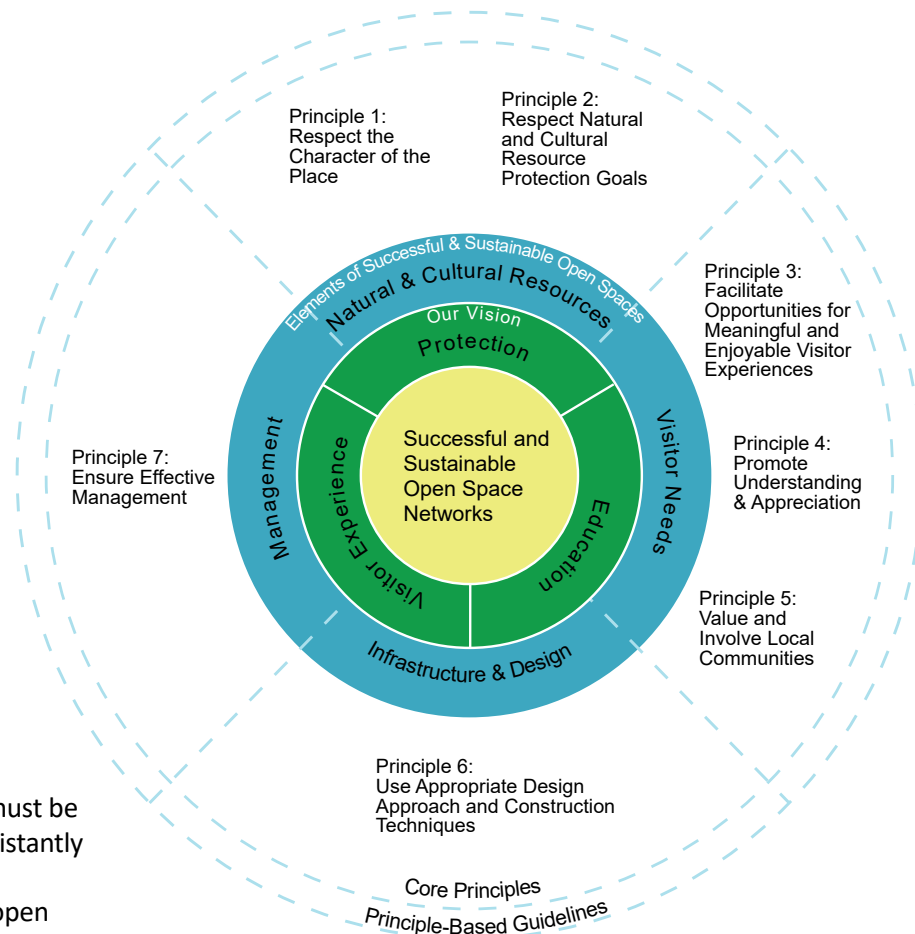 Principle 1:
Respect the
Character of the
Place
Principle 2:
Respect Natural
and Cultural
Resource
Protection Goals
Elements of Successful & Sustainable Open Spaces
Natural & Cultural Resources
Our Vision
Protection
Principle 3:
Facilitate
Opportunities for
Meaningful and
Enjoyable Visitor
Experiences
Successful and
Sustainable
Open Space
Networks
Management
Visitor Experience
Education
Visitor Needs
Principle 7:
Ensure Effective
Management
Principle 4:
Promote
Understanding
& Appreciation
Principle 5:
Value and
Involve Local
Communities
Infrastructure & Design
Principle 6:
Use Appropriate Design
Approach and Construction
Techniques
must be
istantly
open
Core Principles
Principle-Based Guidelines